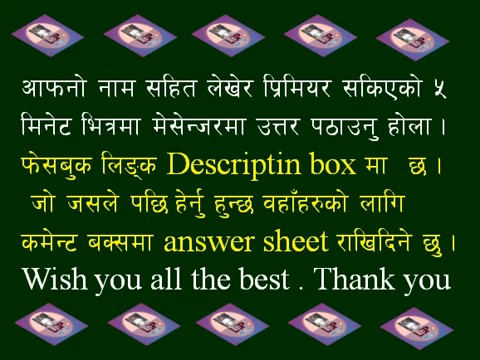 आफनो नाम सहित लेखेर प्रिमियर सकिएको ५
मिनेट भित्रमा मेसेन्जरमा उत्तर पठाउनु होला ।
फेसबुक लिङ्क Descriptin box मा छ ।
जो जसले पछि हेर्नु हुन्छ वहाँहरुको लागि
कमेन्ट बक्समा answer sheet राखिदिने छु ।
Wish you all the best . Thank you